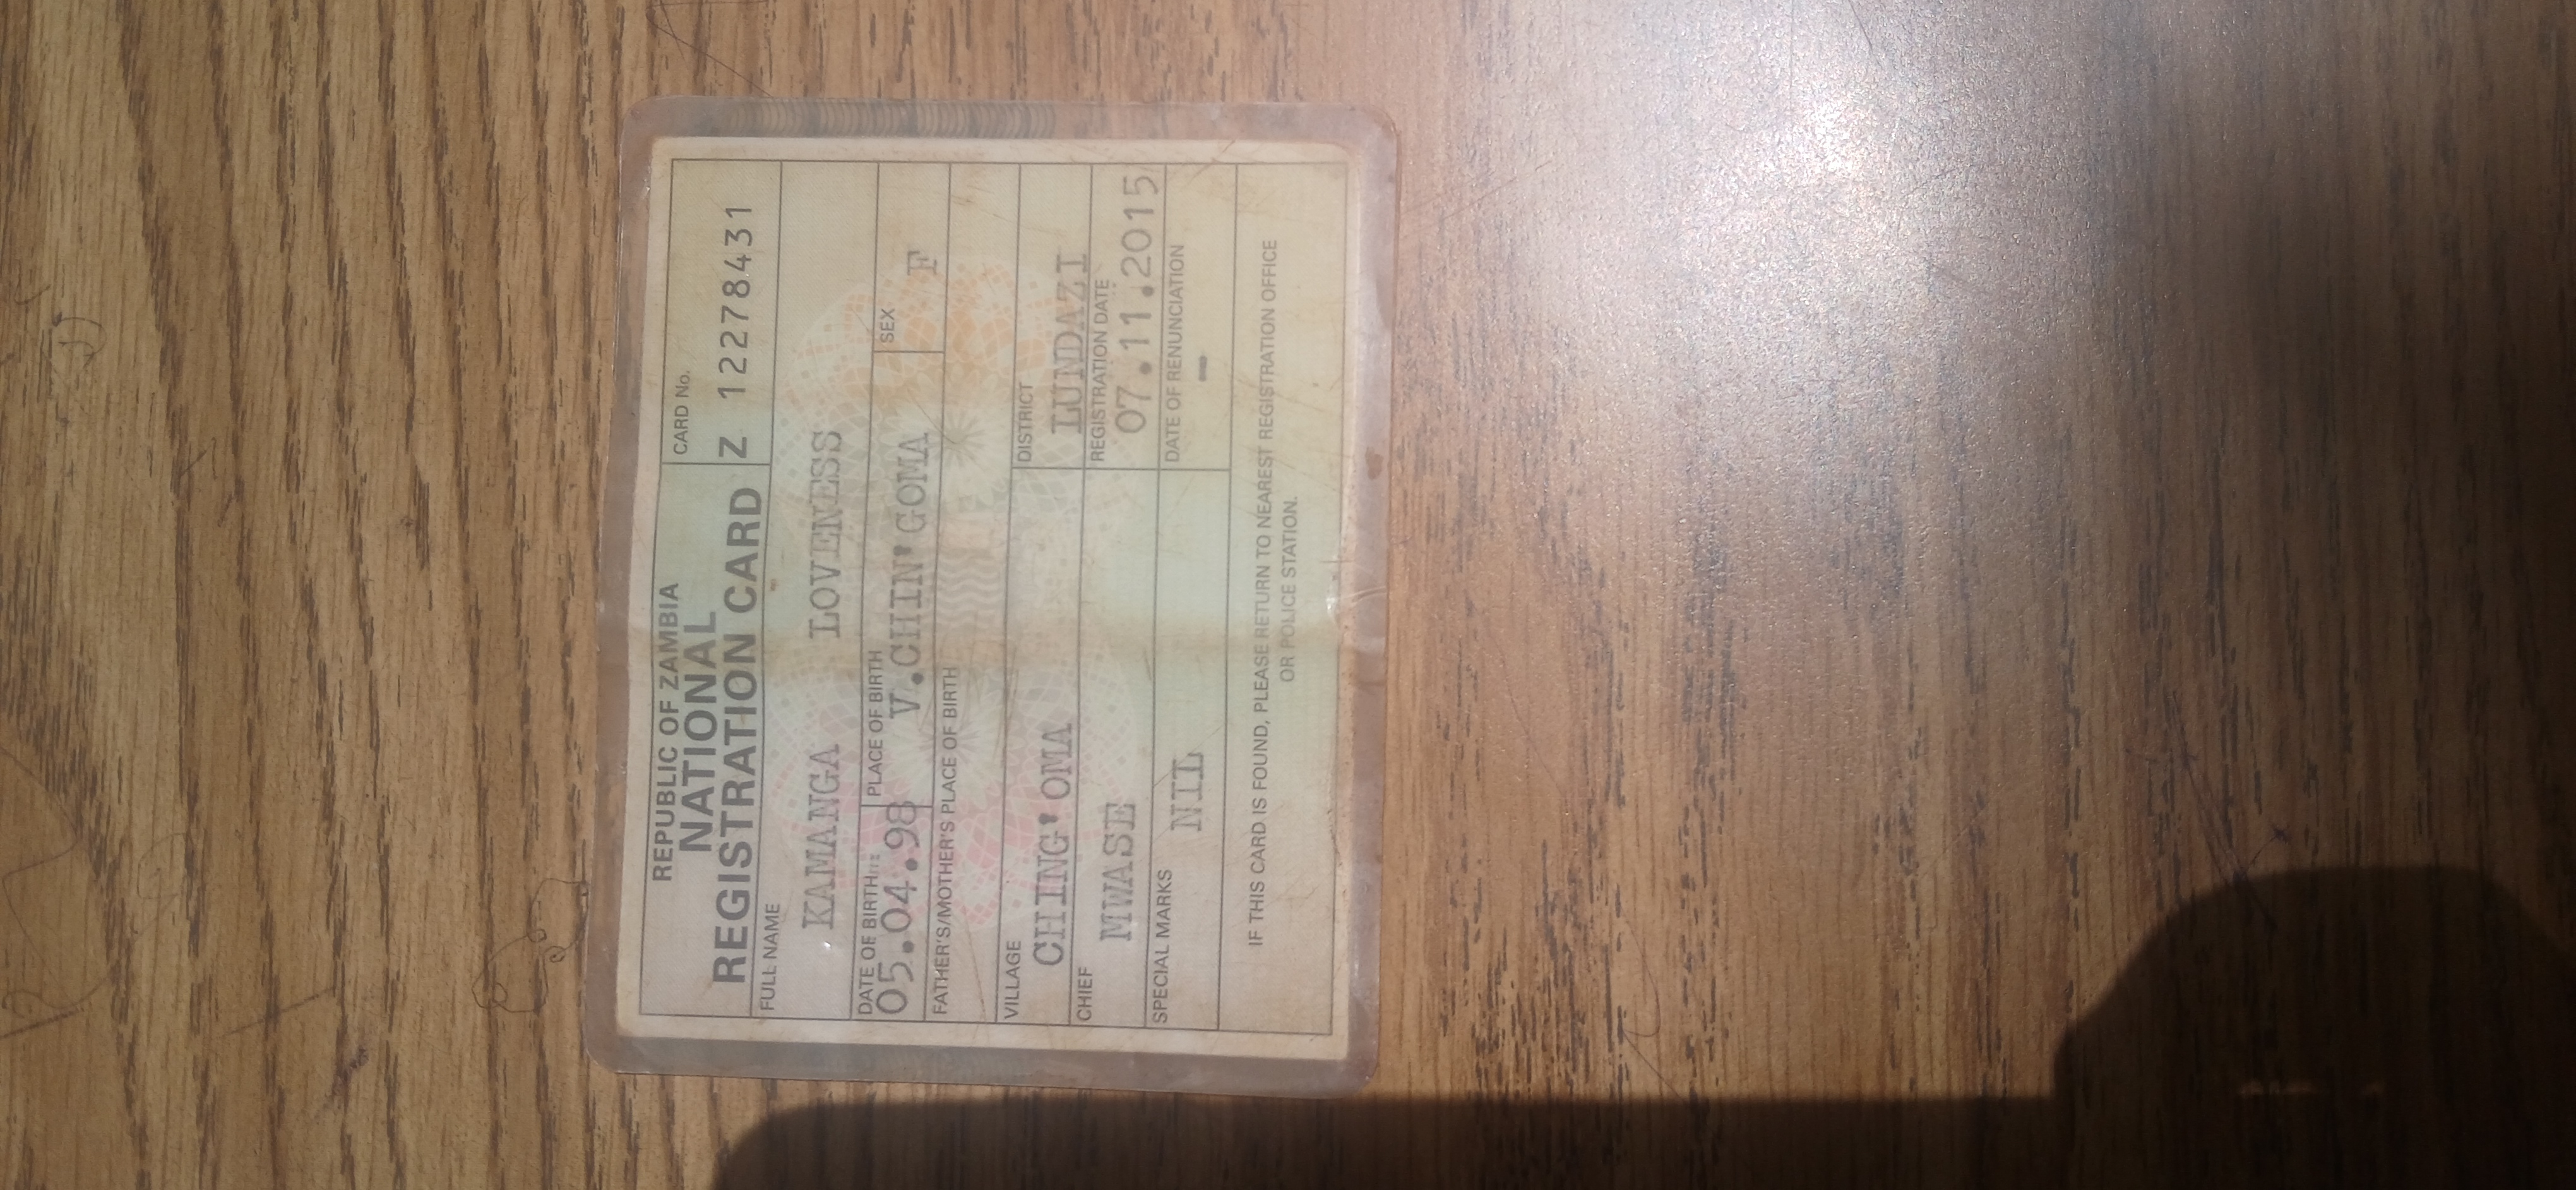 REPUBLIC OF ZAMBIA
NATIONAL
REGISTRATION CARD
CARD No.
Z 12278431
FULL NAME
KAMANGA LOVENESS
DATE OF BIRTH
05.04.98
PLACE OF BIRTH
V.CHIN'GOMA
SEX
F
FATHER'S/MOTHER'S PLACE OF BIRTH
VILLAGE
CHING'OMA
DISTRICT
LUNDAZI
CHIEF
MWASE
REGISTRATION DATE
07.11.2015
SPECIAL MARKS
NIL
DATE OF RENUNCIATION
-
IF THIS CARD IS FOUND, PLEASE RETURN TO NEAREST REGISTRATION OFFICE
OR POLICE STATION.